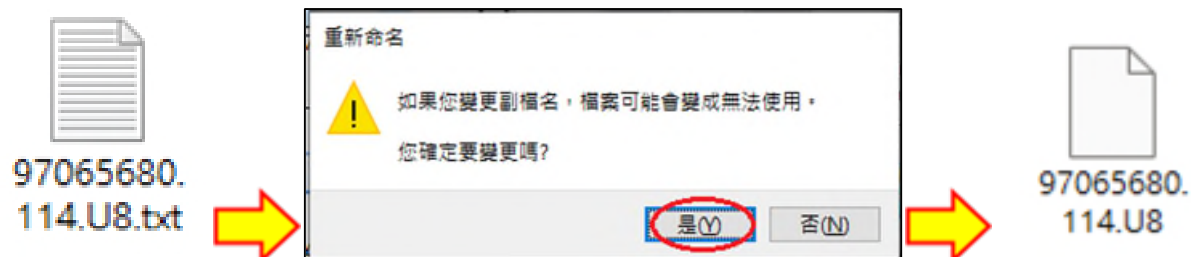 97065680.
114.U8.txt
重新命名
如果您變更副檔名，檔案可能會變成無法使用。
您確定要變更嗎?
是(Y)
否(N)
97065680.
114.U8